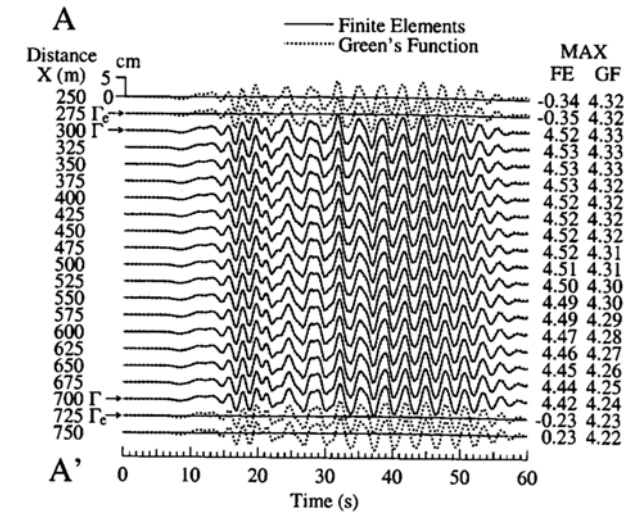 A
Finite Elements
Green's Function
Distance
X (m)
cm
5
0
MAX
FE GF
250 -0.34 4.32
275 Γe -0.35 4.32
300 Γ 4.52 4.33
325 4.53 4.33
350 4.53 4.33
375 4.53 4.32
400 4.52 4.32
425 4.52 4.32
450 4.52 4.32
475 4.52 4.31
500 4.51 4.31
525 4.50 4.30
550 4.49 4.30
575 4.49 4.29
600 4.47 4.28
625 4.46 4.27
650 4.45 4.26
675 4.44 4.25
700 Γ 4.42 4.24
725 Γe -0.23 4.23
750 0.23 4.22
A'
0 10 20 30 40 50 60
Time (s)